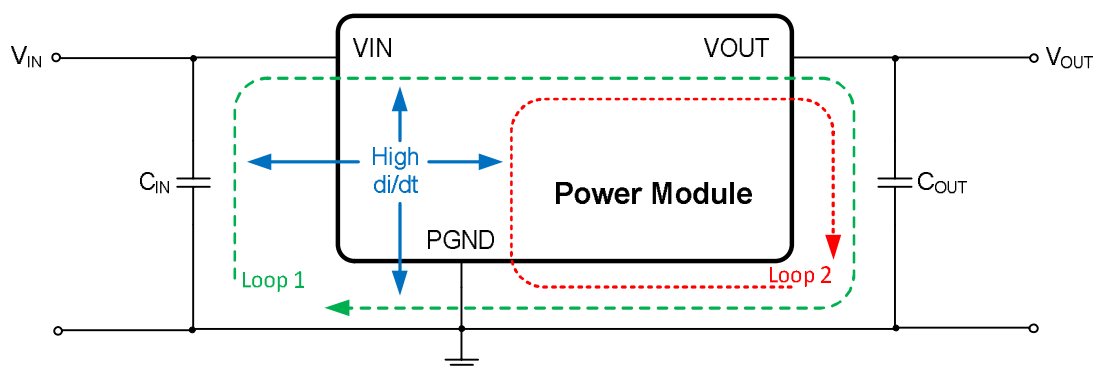 VIN
VIN
VOUT
VOUT
High
di/dt
CIN
Power Module
COUT
PGND
Loop 1
Loop 2